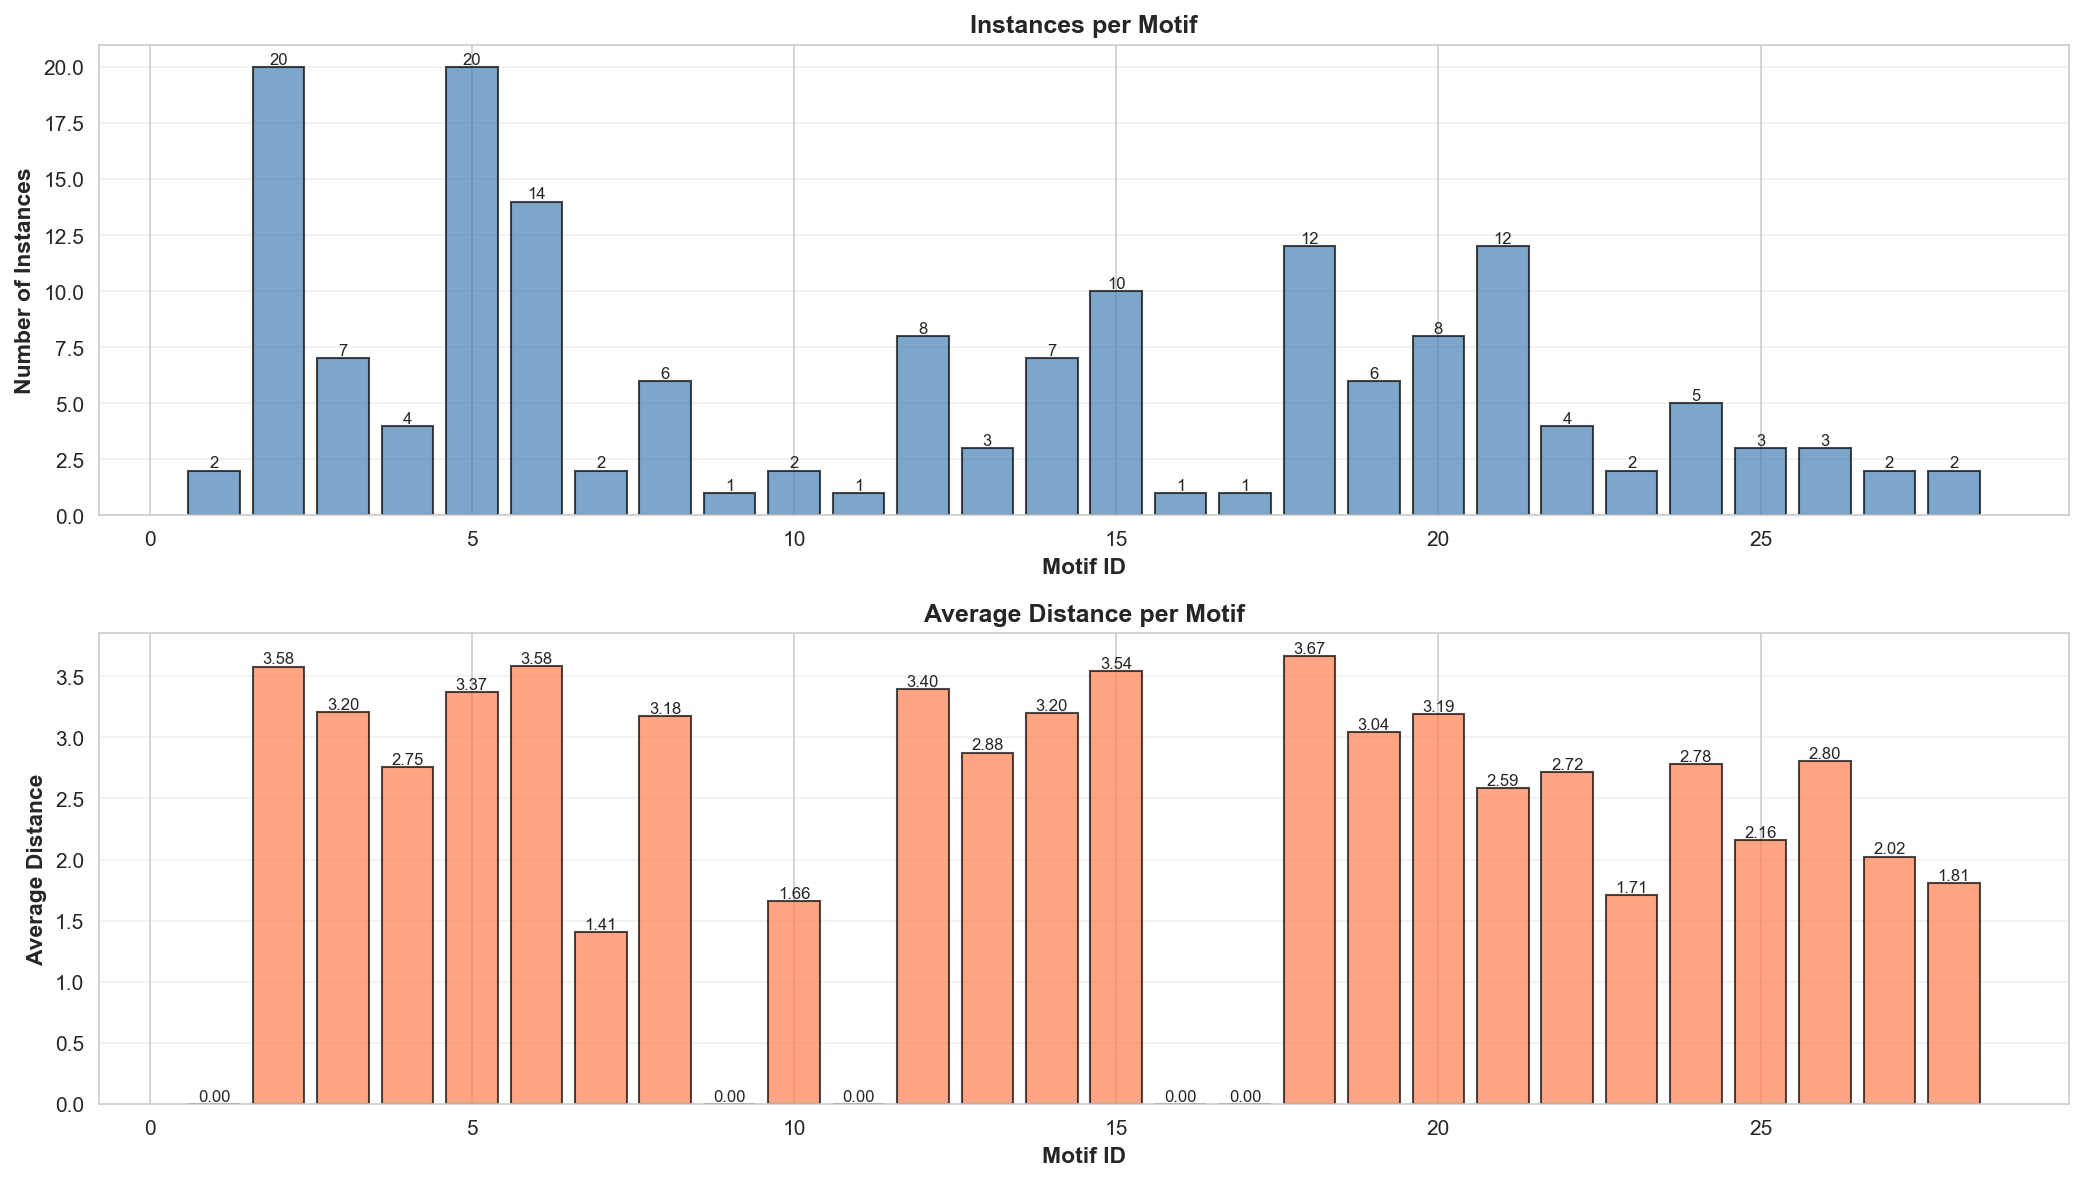 Instances per Motif
Number of Instances
20.0
17.5
15.0
12.5
10.0
7.5
5.0
2.5
0.0
2 20 7 4 20 14 2 6 1 2 1 8 3 7 10 1 1 12 6 8 12 4 2 5 3 3 2 2
0 5 10 15 20 25
Motif ID
Average Distance per Motif
Average Distance
3.5
3.0
2.5
2.0
1.5
1.0
0.5
0.0
0.00 3.58 3.20 2.75 3.37 3.58 1.41 3.18 0.00 1.66 0.00 3.40 2.88 3.20 3.54 0.00 0.00 3.67 3.04 3.19 2.59 2.72 1.71 2.78 2.16 2.80 2.02 1.81
0 5 10 15 20 25
Motif ID